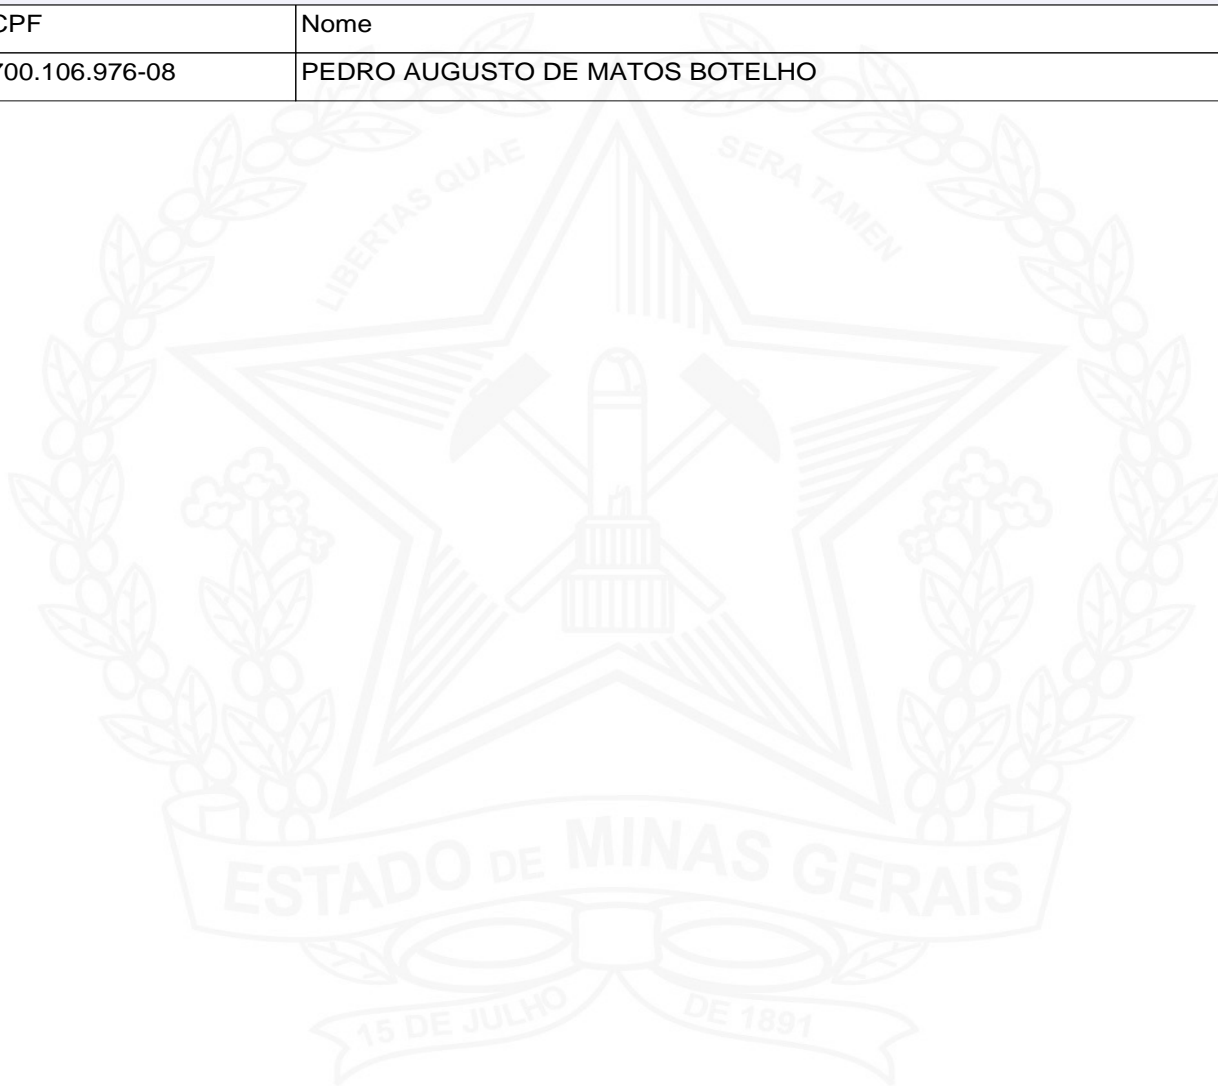 CPF Nome
700.106.976-08 PEDRO AUGUSTO DE MATOS BOTELHO
LIBERTAS QUAE SERA TAMEN
ESTADO DE MINAS GERAIS
15 DE JULHO DE 1891